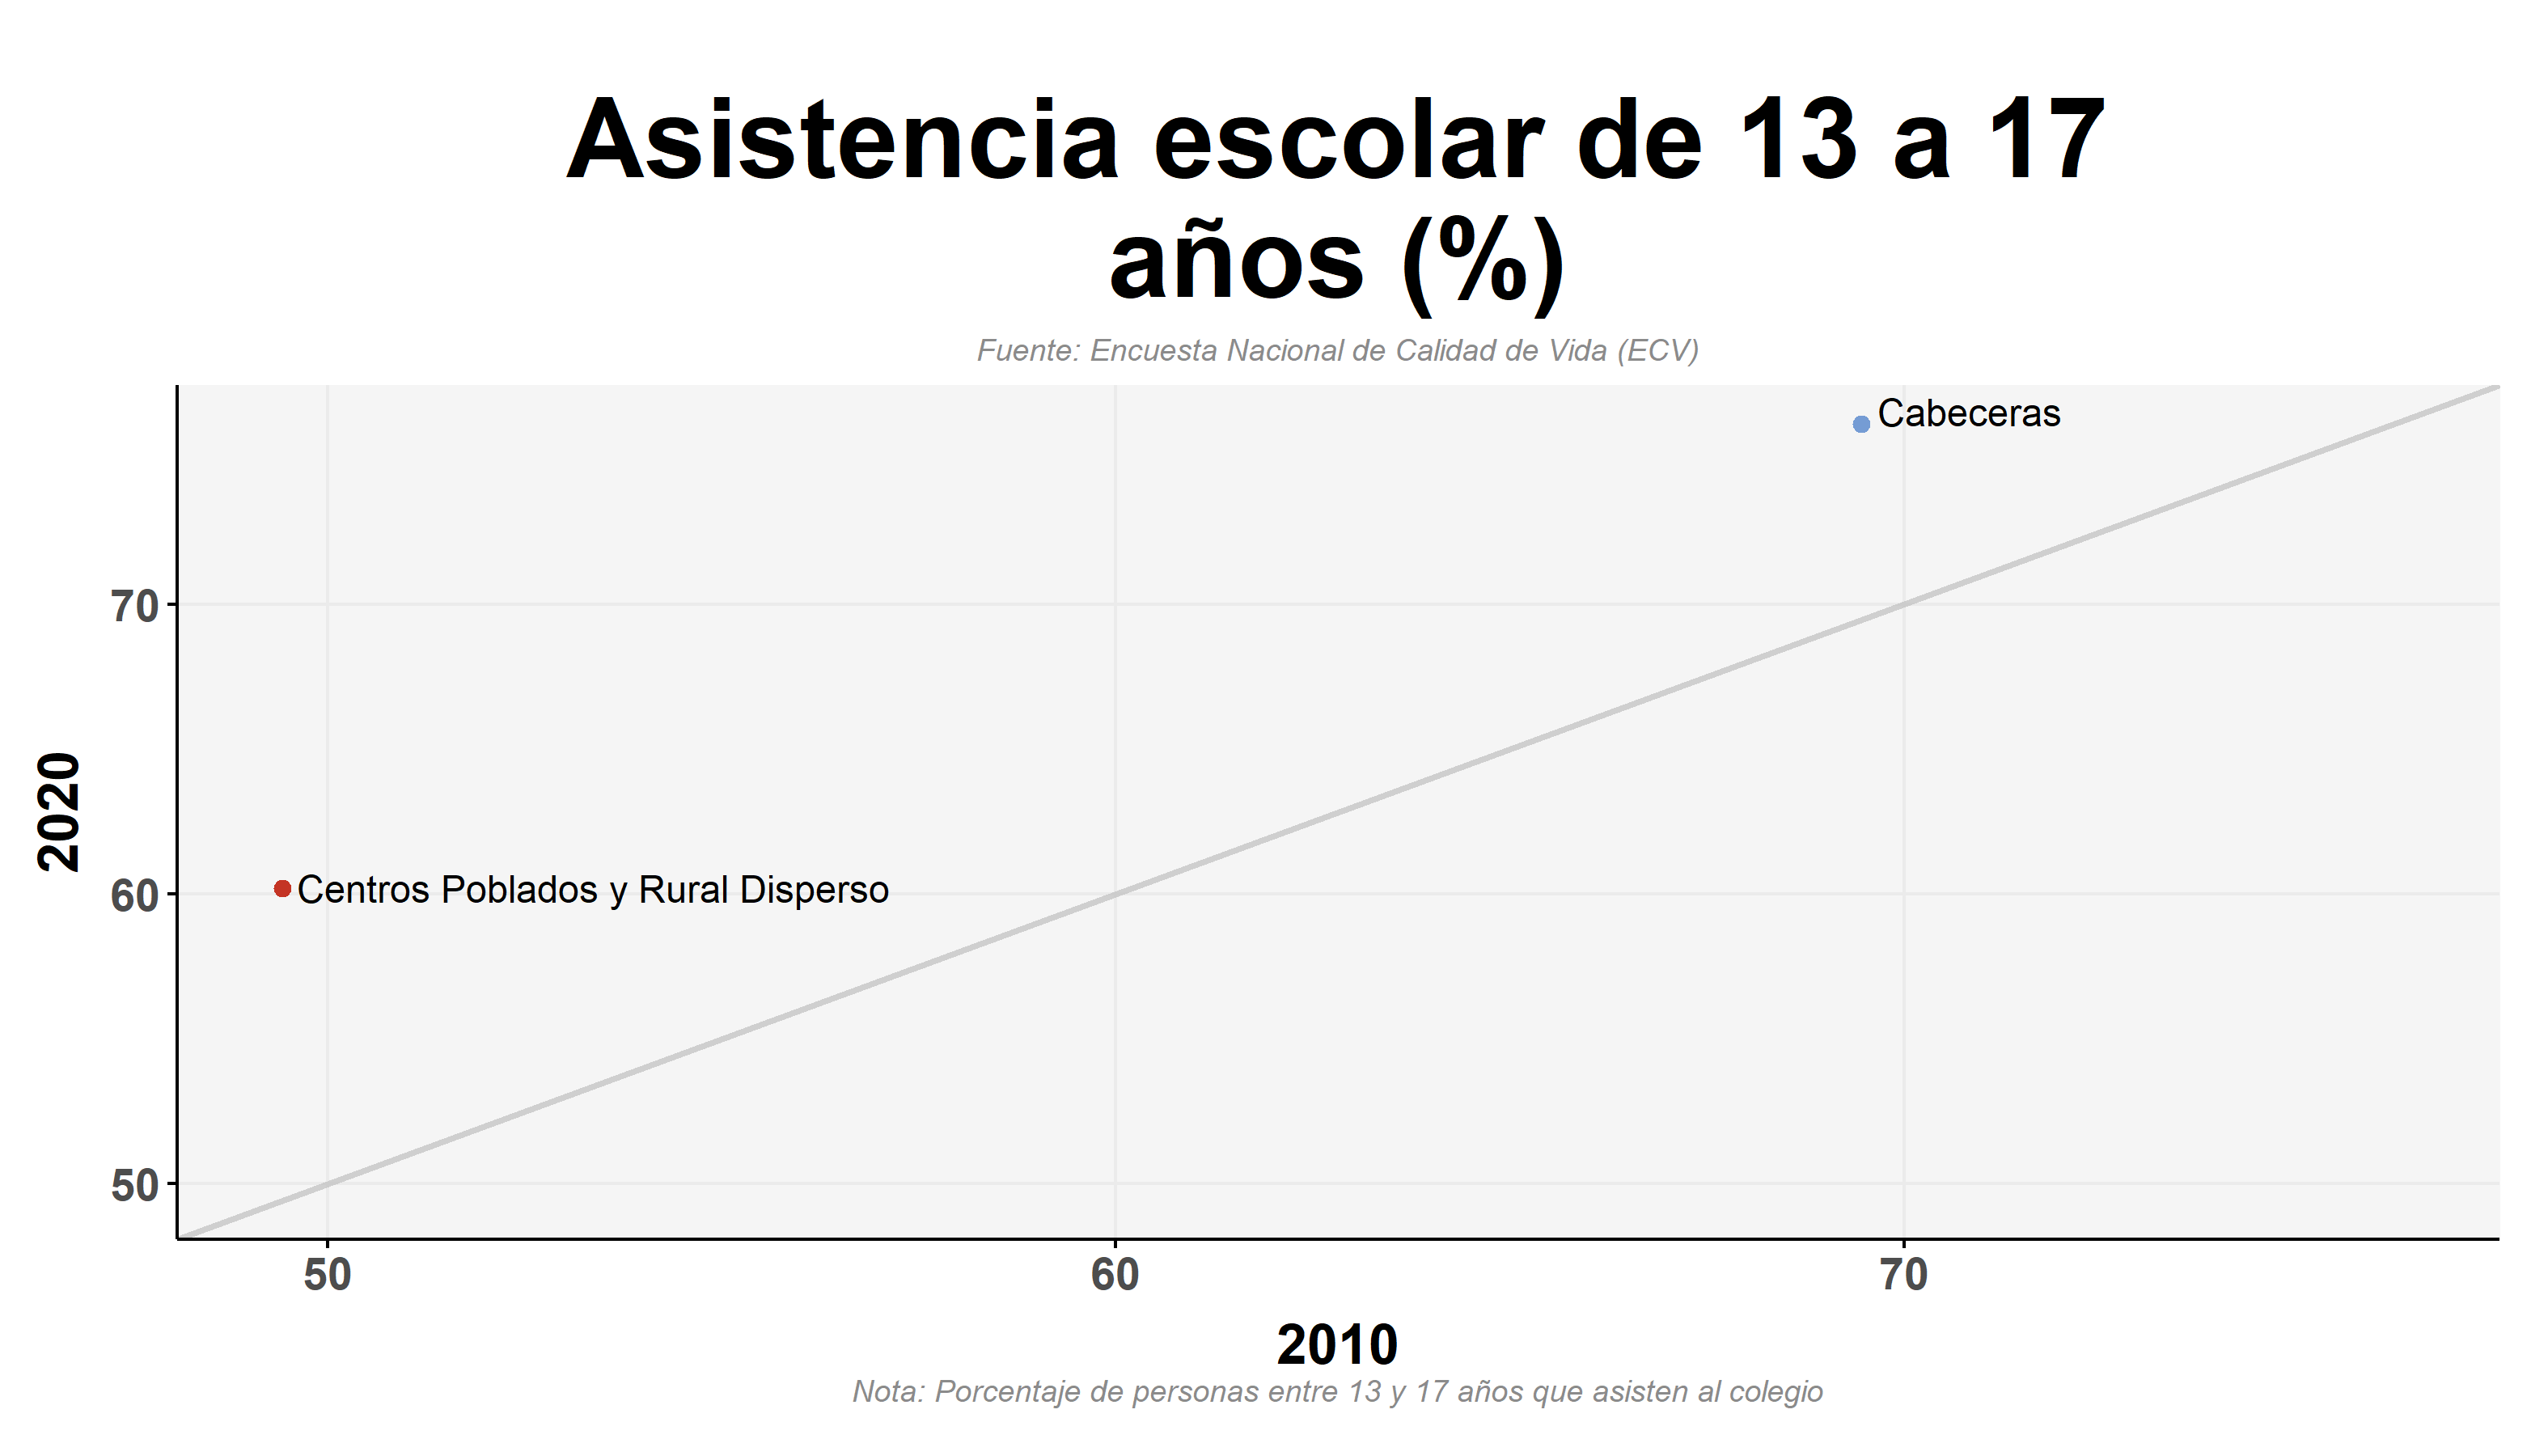 Asistencia escolar de 13 a 17
años (%)
Fuente: Encuesta Nacional de Calidad de Vida (ECV)
Cabeceras
70
2020
60
Centros Poblados y Rural Disperso
50
50
60
70
2010
Nota: Porcentaje de personas entre 13 y 17 años que asisten al colegio